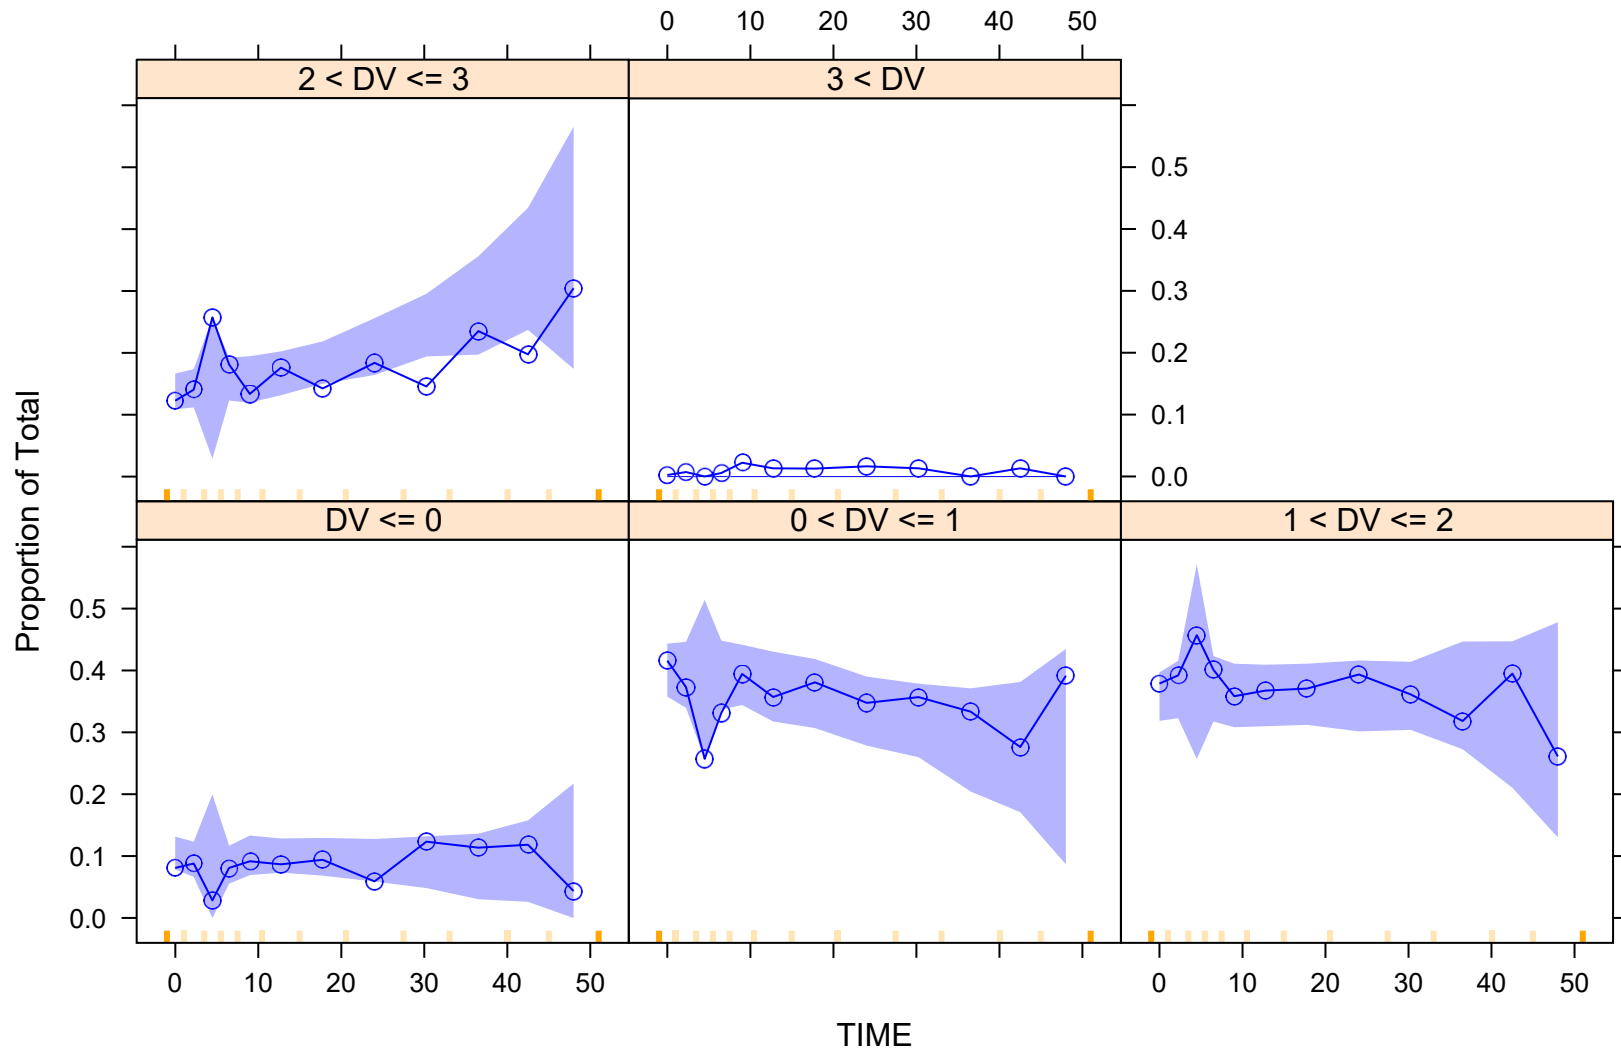 0 10 20 30 40 50
2 < DV <= 3
3 < DV
0.5
0.4
0.3
0.2
0.1
0.0
Proportion of Total
DV <= 0
0 < DV <= 1
1 < DV <= 2
0.5
0.4
0.3
0.2
0.1
0.0
0 10 20 30 40 50
0 10 20 30 40 50
TIME